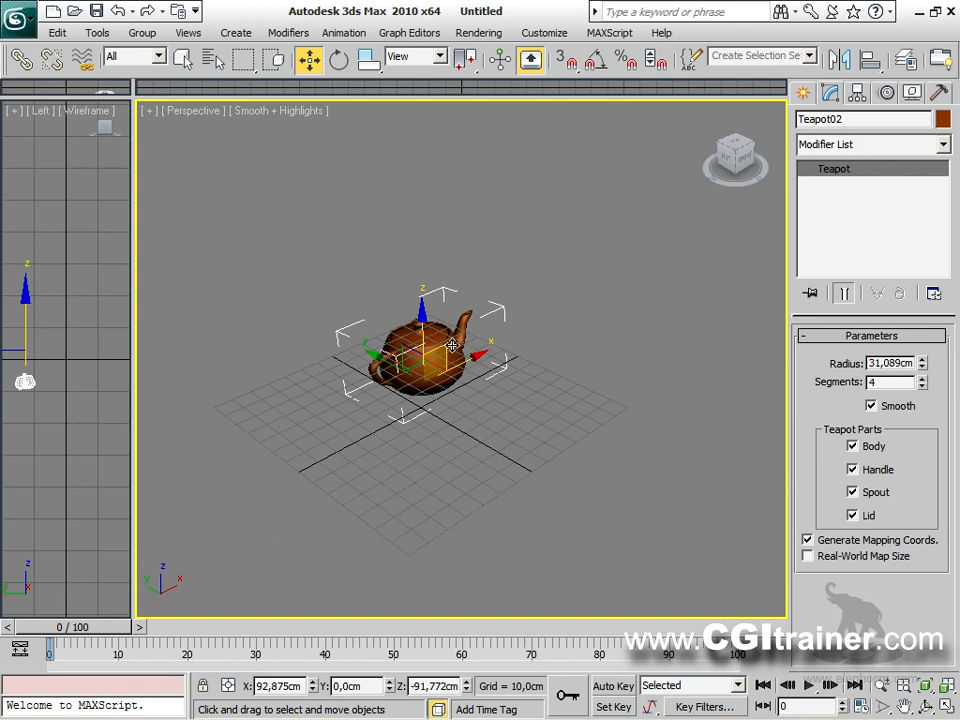 Autodesk 3ds Max 2010 x64 Untitled
Type a keyword or phrase
Edit Tools Group Views Create Modifiers Animation Graph Editors Rendering Customize MAXScript Help
All
View
3
ABC
Create Selection Se
[ + ] [ Left ] [ Wireframe ]
[ + ] [ Perspective ] [ Smooth + Highlights ]
Teapot02
Modifier List
Teapot
z
z
y
x
Parameters
Radius: 31,089cm
Segments: 4
Smooth
Teapot Parts
Body
Handle
Spout
Lid
Generate Mapping Coords.
Real-World Map Size
z
y
x
z
y
x
< 0 / 100 >
0 10 20 30 40 50 60 70 80 90 100
www.CGItrainer.com
X: 92,875cm Y: 0,0cm Z: -91,772cm Grid = 10,0cm
Auto Key Selected
Welcome to MAXScript.
Click and drag to select and move objects
Add Time Tag
Set Key Key Filters...
0